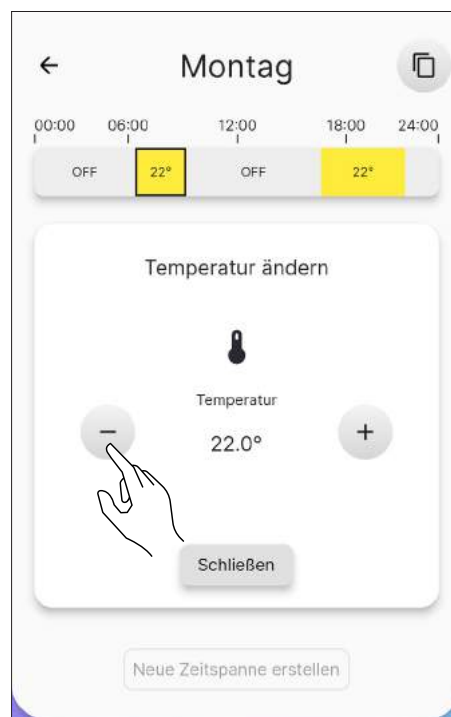 Montag
00:00 06:00 12:00 18:00 24:00
OFF 22° OFF 22°
Temperatur ändern
Temperatur
22.0°
Schließen
Neue Zeitspanne erstellen